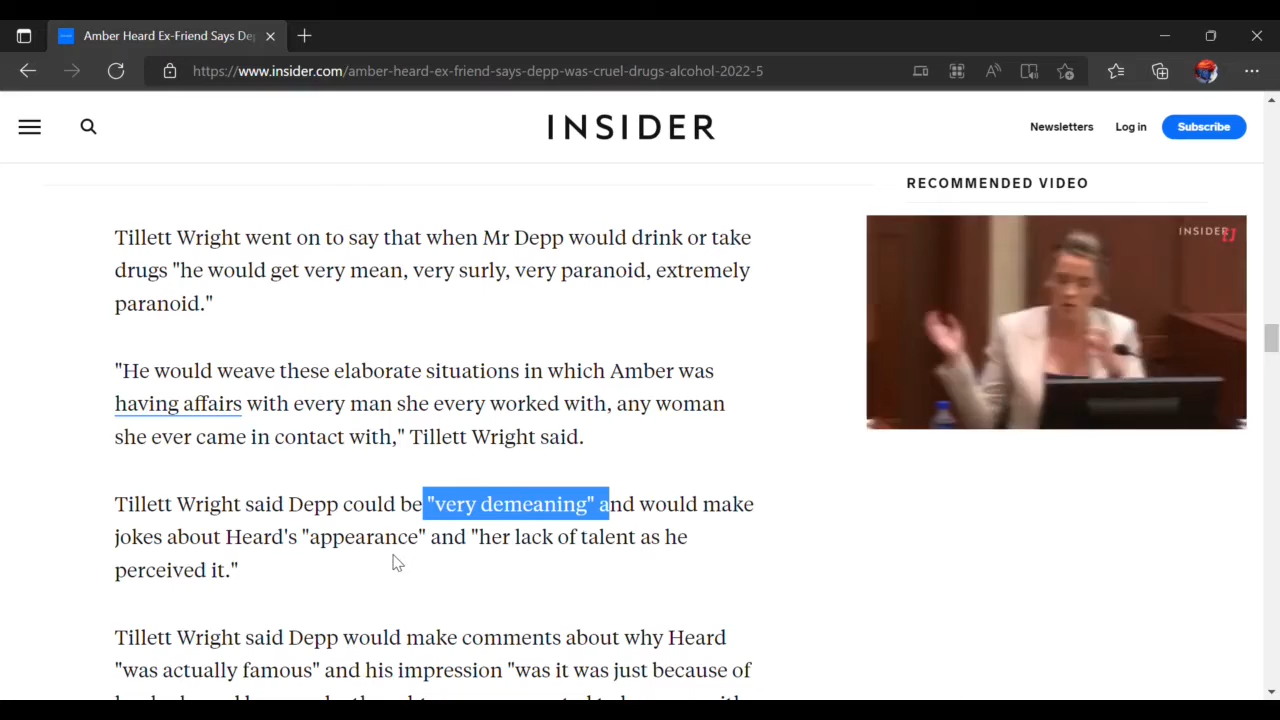 Amber Heard Ex-Friend Says De
https://www.insider.com/amber-heard-ex-friend-says-depp-was-cruel-drugs-alcohol-2022-5
INSIDER
Newsletters
Log in
Subscribe
RECOMMENDED VIDEO
INSIDER
Tillett Wright went on to say that when Mr Depp would drink or take
drugs "he would get very mean, very surly, very paranoid, extremely
paranoid."
"He would weave these elaborate situations in which Amber was
having affairs with every man she every worked with, any woman
she ever came in contact with," Tillett Wright said.
Tillett Wright said Depp could be "very demeaning" and would make
jokes about Heard's "appearance" and "her lack of talent as he
perceived it."
Tillett Wright said Depp would make comments about why Heard
"was actually famous" and his impression "was it was just because of